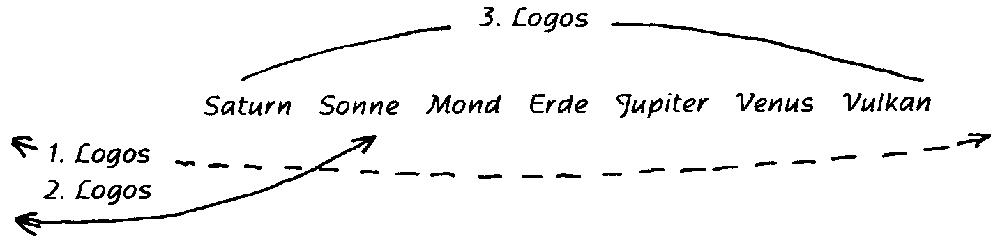 3. Logos
Saturn Sonne Mond Erde Jupiter Venus Vulkan
1. Logos
2. Logos